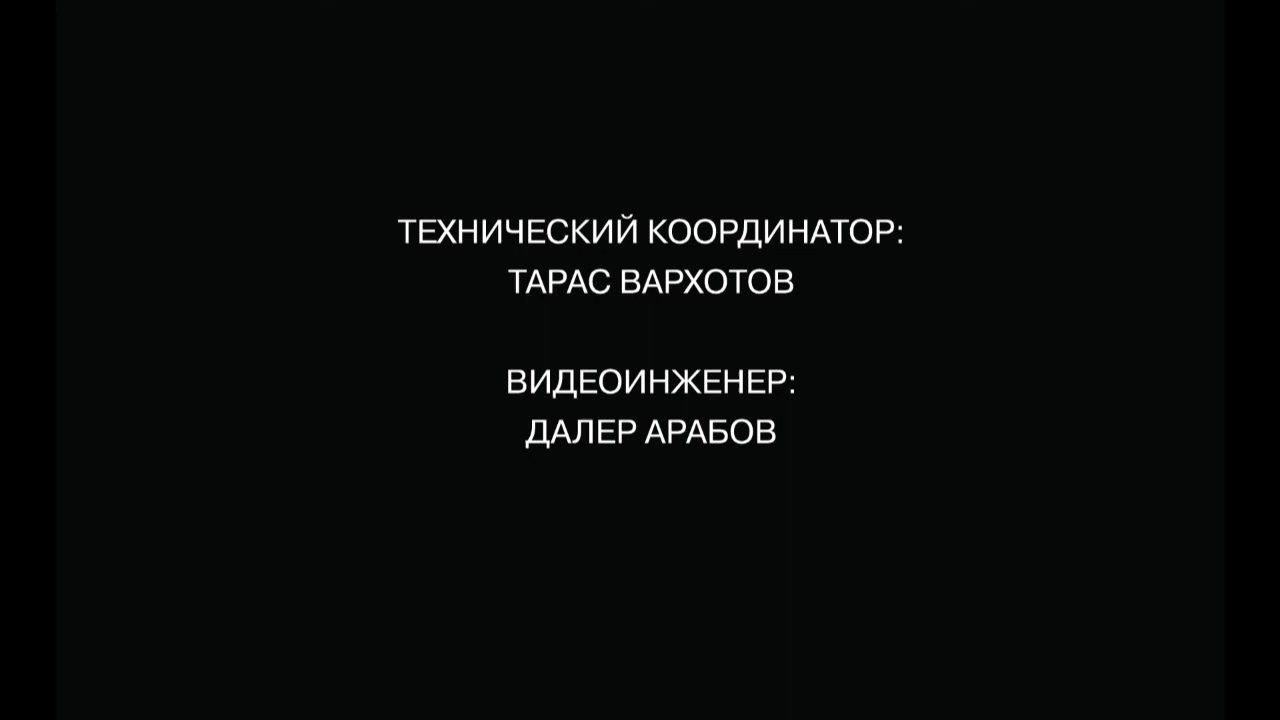 ТЕХНИЧЕСКИЙ КООРДИНАТОР:
ТАРАС ВАРХОТОВ
ВИДЕОИНЖЕНЕР:
ДАЛЕР АРАБОВ